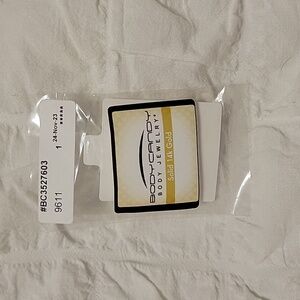 #BC3527603
9611
1
24-Nov-23
*****
BODYCANDY
BODY JEWELRY
Solid 14k Gold